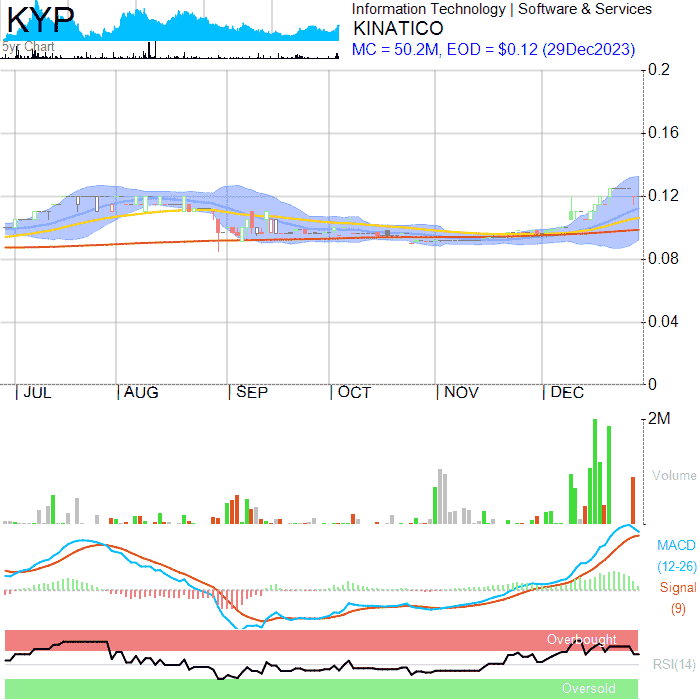 KYP
5yr Chart
Information Technology | Software & Services
KINATICO
MC = 50.2M, EOD = $0.12 (29Dec2023)
0.2
0.16
0.12
0.08
0.04
0
| JUL | AUG | SEP | OCT | NOV | DEC
2M
Volume
MACD
(12-26)
Signal
(9)
Overbought
RSI(14)
Oversold